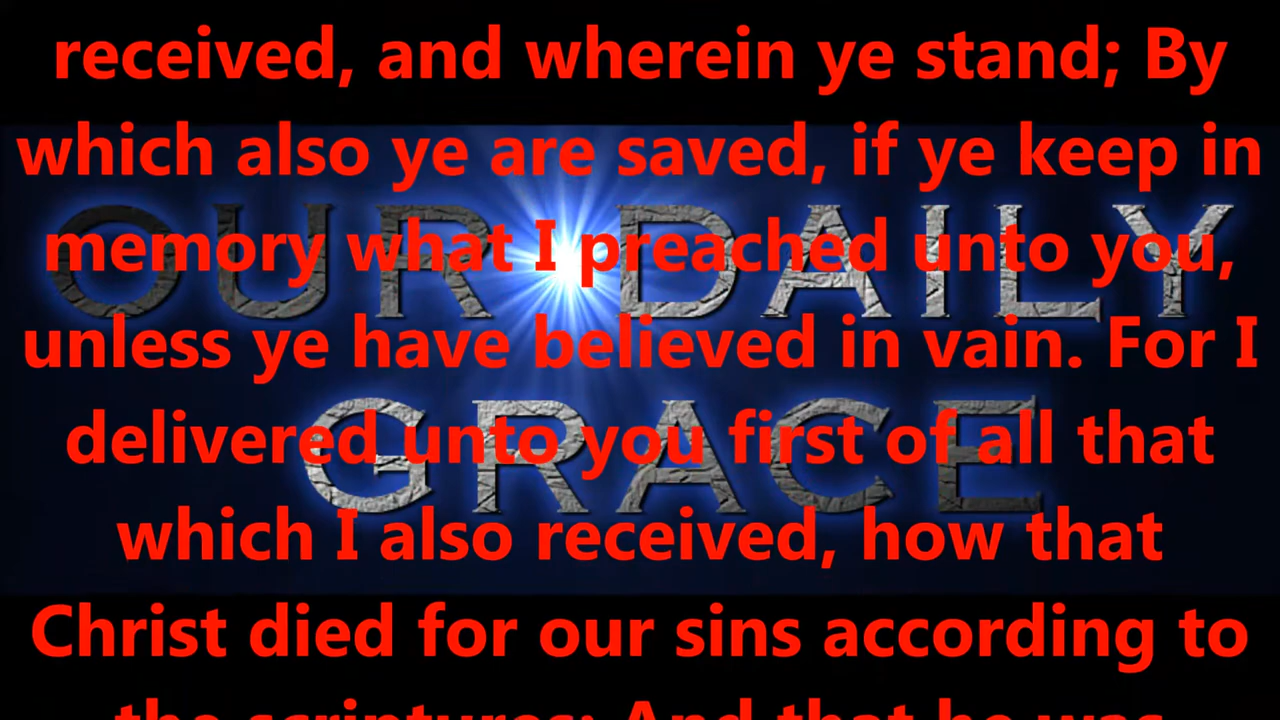 received, and wherein ye stand; By
which also ye are saved, if ye keep in
memory what I preached unto you,
unless ye have believed in vain. For I
delivered unto you first of all that
which I also received, how that
Christ died for our sins according to
the scriptures; And that he was
OUR DAILY
GRACE